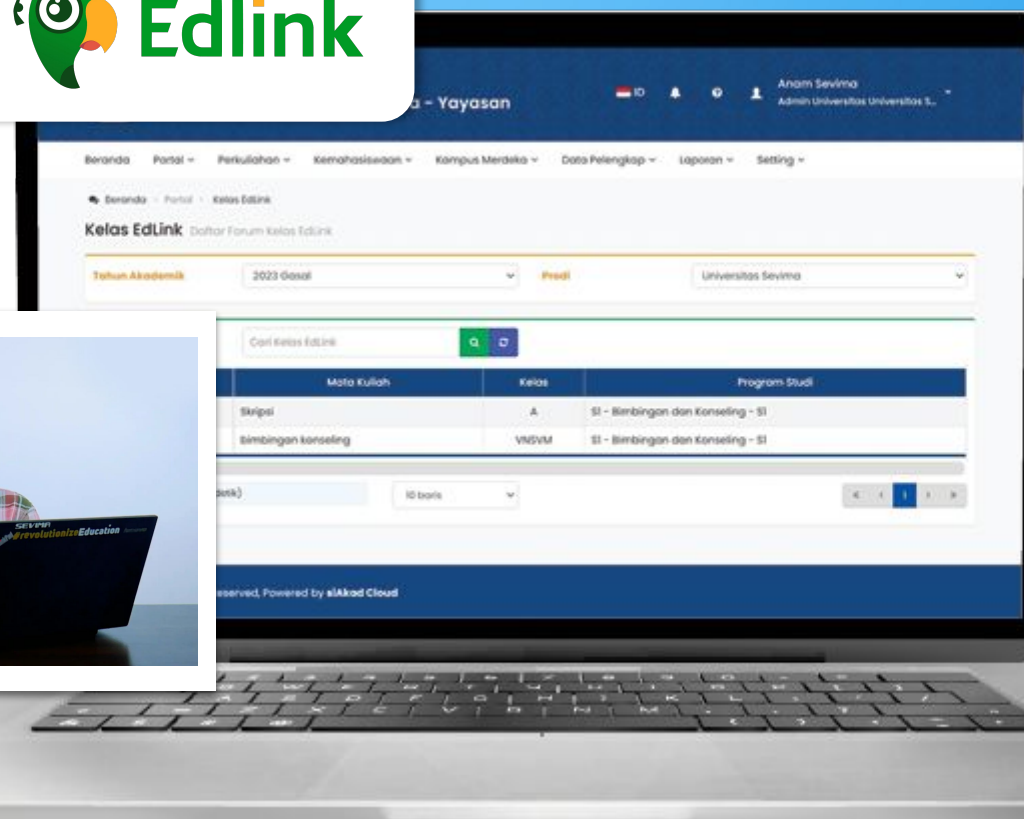 Edlink
a - Yayasan
ID
Anam Sevima
Admin Universitas Universitas S...
Beranda Portal Perkuliahan Kemahasiswaan Kampus Merdeka Data Pelengkap Laporan Setting
Beranda Portal Kelas EdLink
Kelas EdLink Daftar Forum Kelas EdLink
Tahun Akademik 2023 Gasal Prodi Universitas Sevima
Cari Kelas EdLink
Mata Kuliah Kelas Program Studi
Skripsi A S1 - Bimbingan dan Konseling - S1
bimbingan konseling VNSVM S1 - Bimbingan dan Konseling - S1
detik) 10 baris « ‹ 1 › »
SEVIMA
#revolutionizeEducation
eserved, Powered by siAkad Cloud